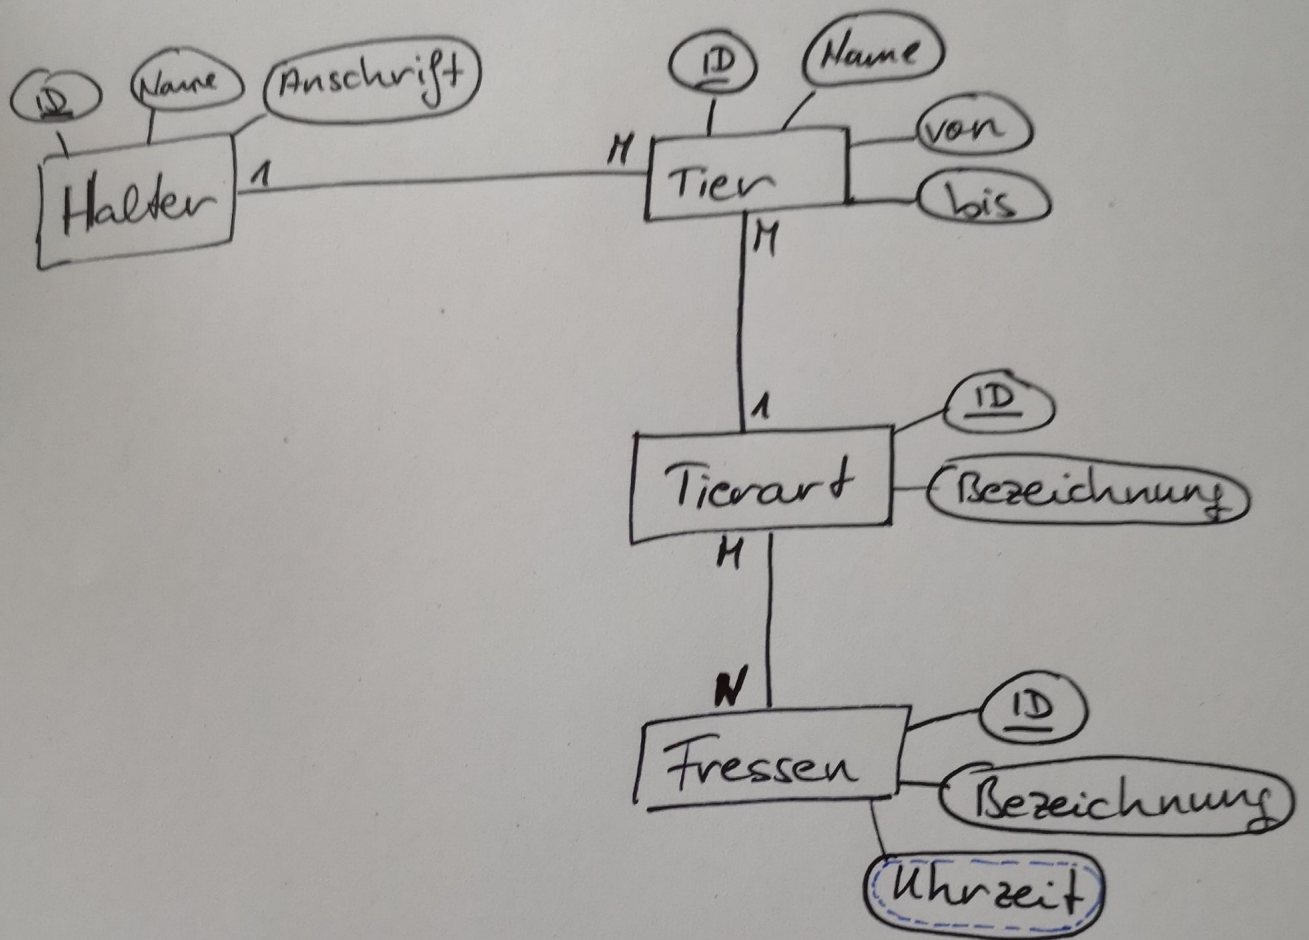 ID
Name
Anschrift
Halter
1
M
ID
Name
von
bis
Tier
M
1
ID
Tierart
Bezeichnung
M
N
ID
Fressen
Bezeichnung
Uhrzeit